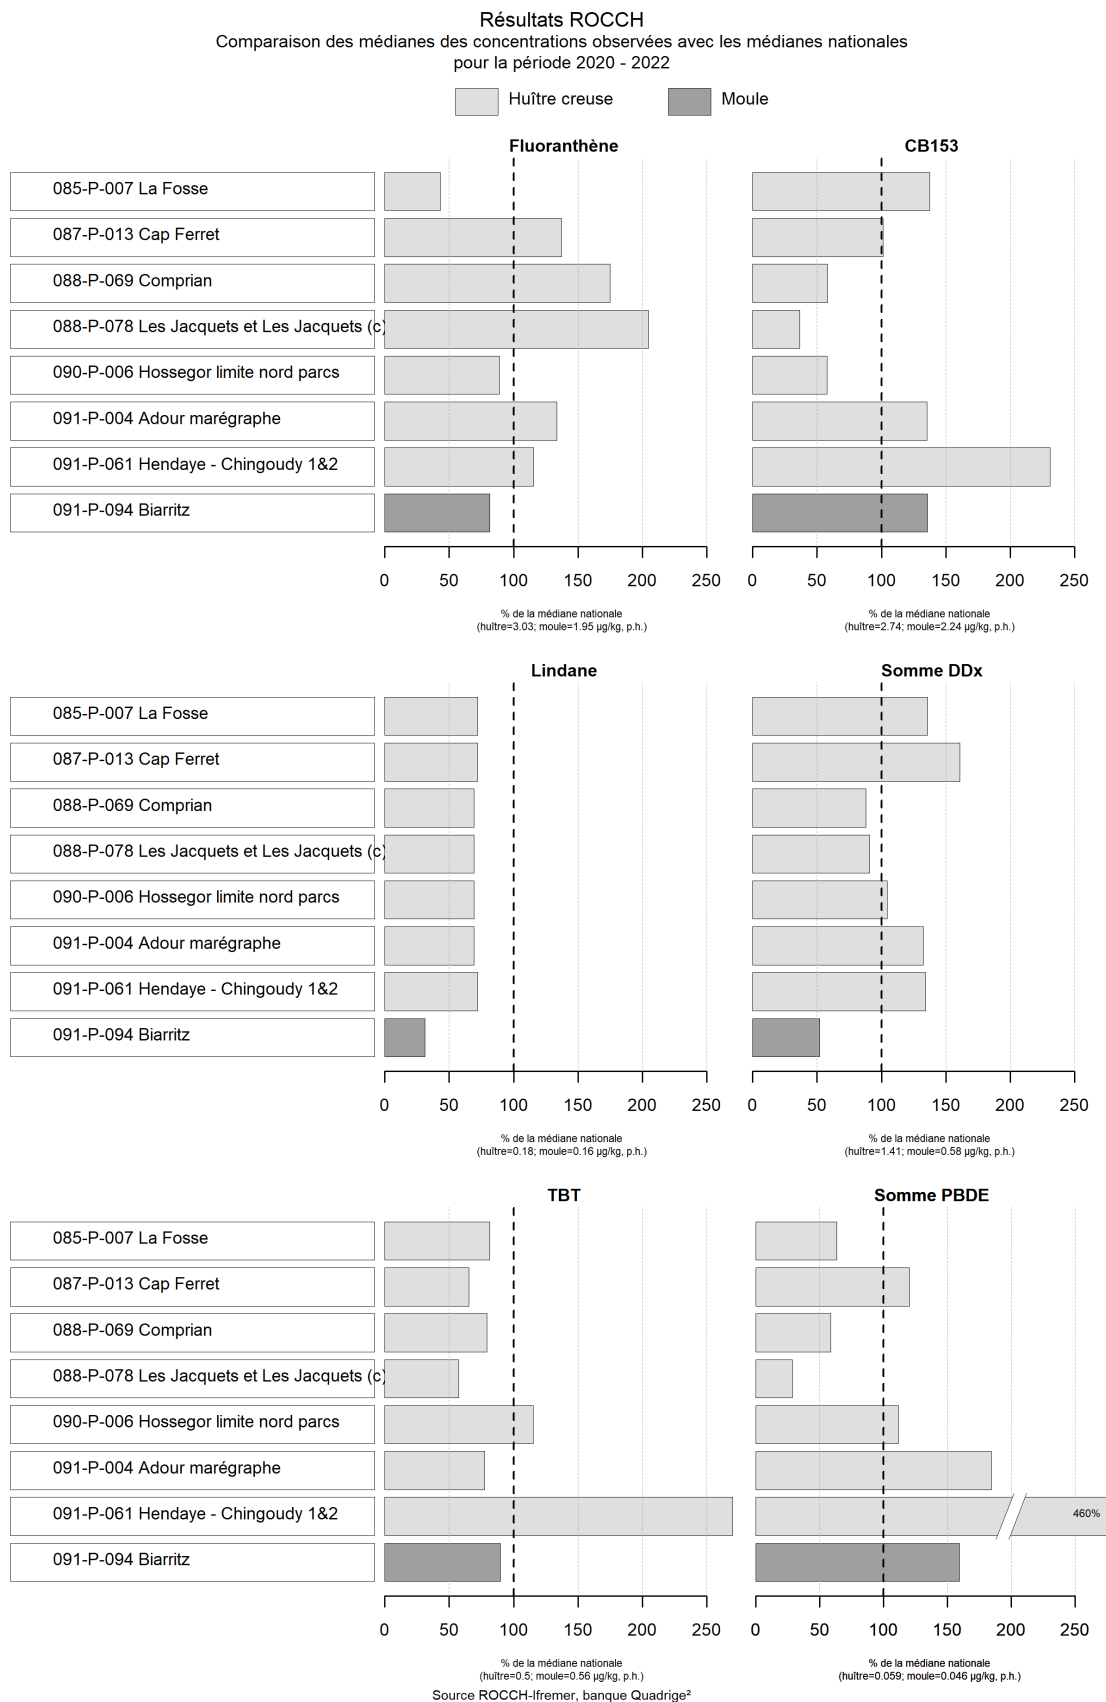 Résultats ROCCH
Comparaison des médianes des concentrations observées avec les médianes nationales
pour la période 2020 - 2022
Huître creuse
Moule
Fluoranthène
CB153
085-P-007 La Fosse
087-P-013 Cap Ferret
088-P-069 Comprian
088-P-078 Les Jacquets et Les Jacquets (c)
090-P-006 Hossegor limite nord parcs
091-P-004 Adour marégraphe
091-P-061 Hendaye - Chingoudy 1&2
091-P-094 Biarritz
0 50 100 150 200 250
0 50 100 150 200 250
% de la médiane nationale
(huître=3.03; moule=1.95 µg/kg, p.h.)
% de la médiane nationale
(huître=2.74; moule=2.24 µg/kg, p.h.)
Lindane
Somme DDx
085-P-007 La Fosse
087-P-013 Cap Ferret
088-P-069 Comprian
088-P-078 Les Jacquets et Les Jacquets (c)
090-P-006 Hossegor limite nord parcs
091-P-004 Adour marégraphe
091-P-061 Hendaye - Chingoudy 1&2
091-P-094 Biarritz
0 50 100 150 200 250
0 50 100 150 200 250
% de la médiane nationale
(huître=0.18; moule=0.16 µg/kg, p.h.)
% de la médiane nationale
(huître=1.41; moule=0.58 µg/kg, p.h.)
TBT
Somme PBDE
085-P-007 La Fosse
087-P-013 Cap Ferret
088-P-069 Comprian
088-P-078 Les Jacquets et Les Jacquets (c)
090-P-006 Hossegor limite nord parcs
091-P-004 Adour marégraphe
091-P-061 Hendaye - Chingoudy 1&2
460%
091-P-094 Biarritz
0 50 100 150 200 250
0 50 100 150 200 250
% de la médiane nationale
(huître=0.5; moule=0.56 µg/kg, p.h.)
% de la médiane nationale
(huître=0.059; moule=0.046 µg/kg, p.h.)
Source ROCCH-Ifremer, banque Quadrige²